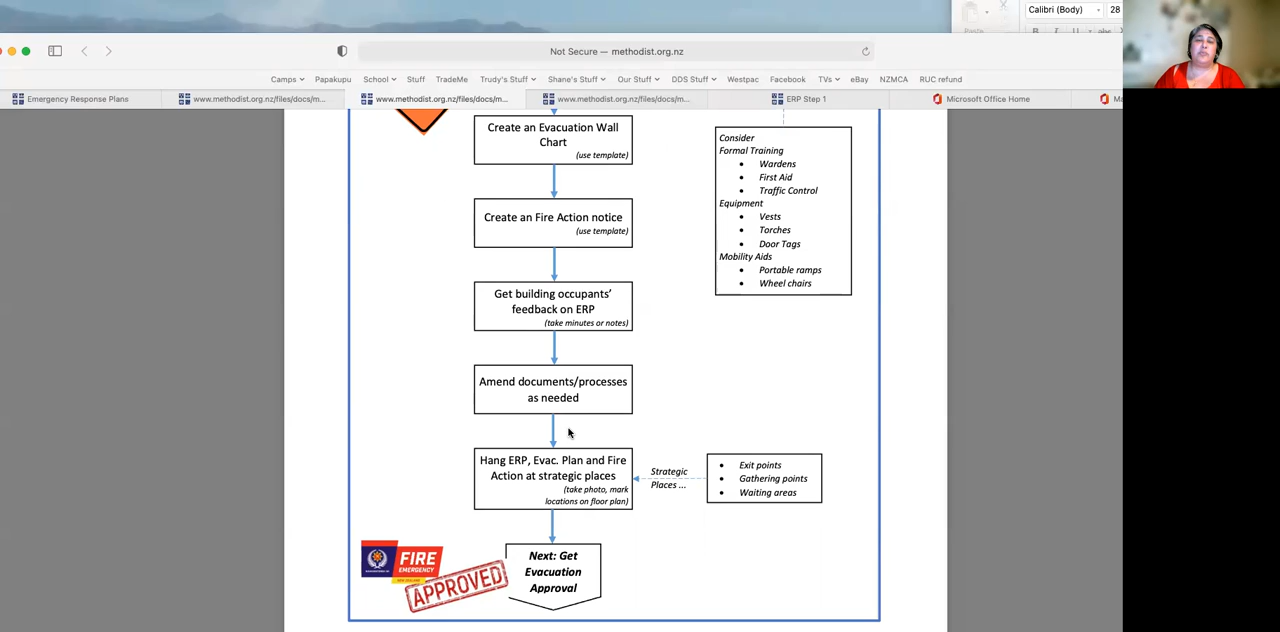 Calibri (Body)
28
Paste
B I U abc
Not Secure — methodist.org.nz
Camps Papakupu School Stuff TradeMe Trudy's Stuff Shane's Stuff Our Stuff DDS Stuff Westpac Facebook TVs eBay NZMCA RUC refund
Emergency Response Plans
www.methodist.org.nz/files/docs/m...
www.methodist.org.nz/files/docs/m...
www.methodist.org.nz/files/docs/m...
ERP Step 1
Microsoft Office Home
Ma
Create an Evacuation Wall
Chart
(use template)
Create an Fire Action notice
(use template)
Get building occupants'
feedback on ERP
(take minutes or notes)
Amend documents/processes
as needed
Hang ERP, Evac. Plan and Fire
Action at strategic places
(take photo, mark
locations on floor plan)
Next: Get
Evacuation
Approval
Consider
Formal Training
• Wardens
• First Aid
• Traffic Control
Equipment
• Vests
• Torches
• Door Tags
Mobility Aids
• Portable ramps
• Wheel chairs
Strategic
Places ...
• Exit points
• Gathering points
• Waiting areas
FIRE
EMERGENCY
NEW ZEALAND
APPROVED